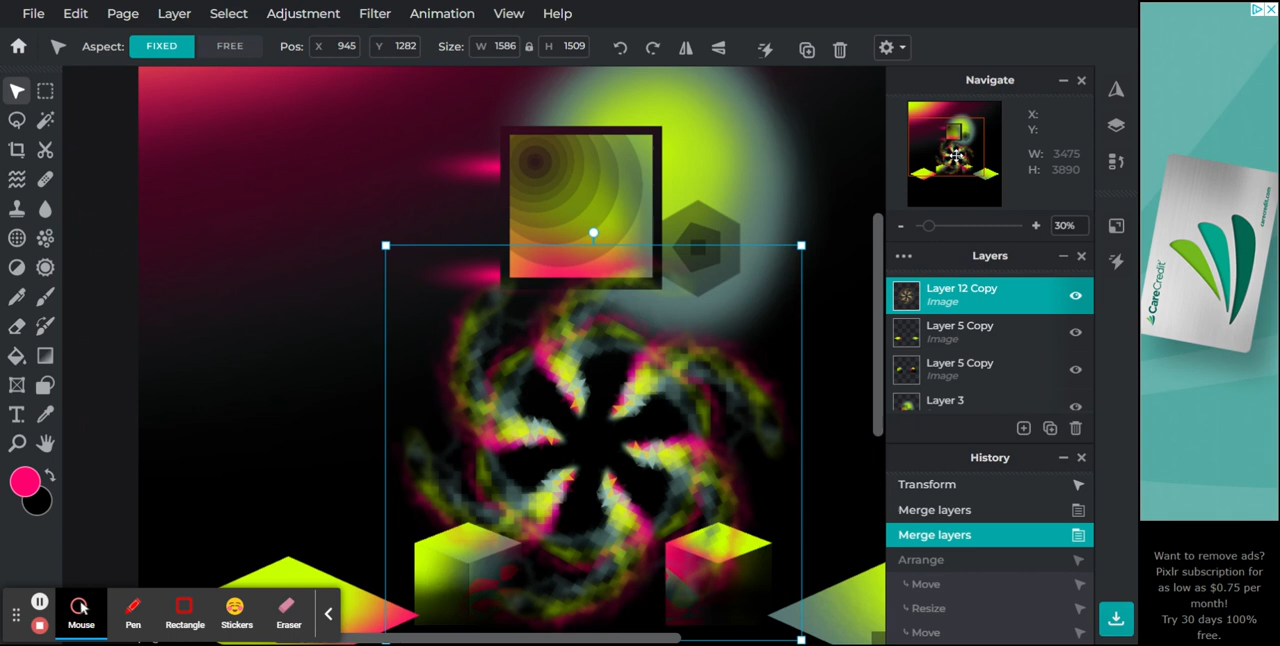 File Edit Page Layer Select Adjustment Filter Animation View Help
Aspect: FIXED FREE Pos: X 945 Y 1282 Size: W 1586 H 1509
Navigate
X:
Y:
W: 3475
H: 3890
30%
Layers
Layer 12 Copy
Image
Layer 5 Copy
Image
Layer 5 Copy
Image
Layer 3
History
Transform
Merge layers
Merge layers
Arrange
Move
Resize
Move
Mouse Pen Rectangle Stickers Eraser
CareCredit
carecredit.com
Want to remove ads?
Pixlr subscription for
as low as $0.75 per
month!
Try 30 days 100%
free.